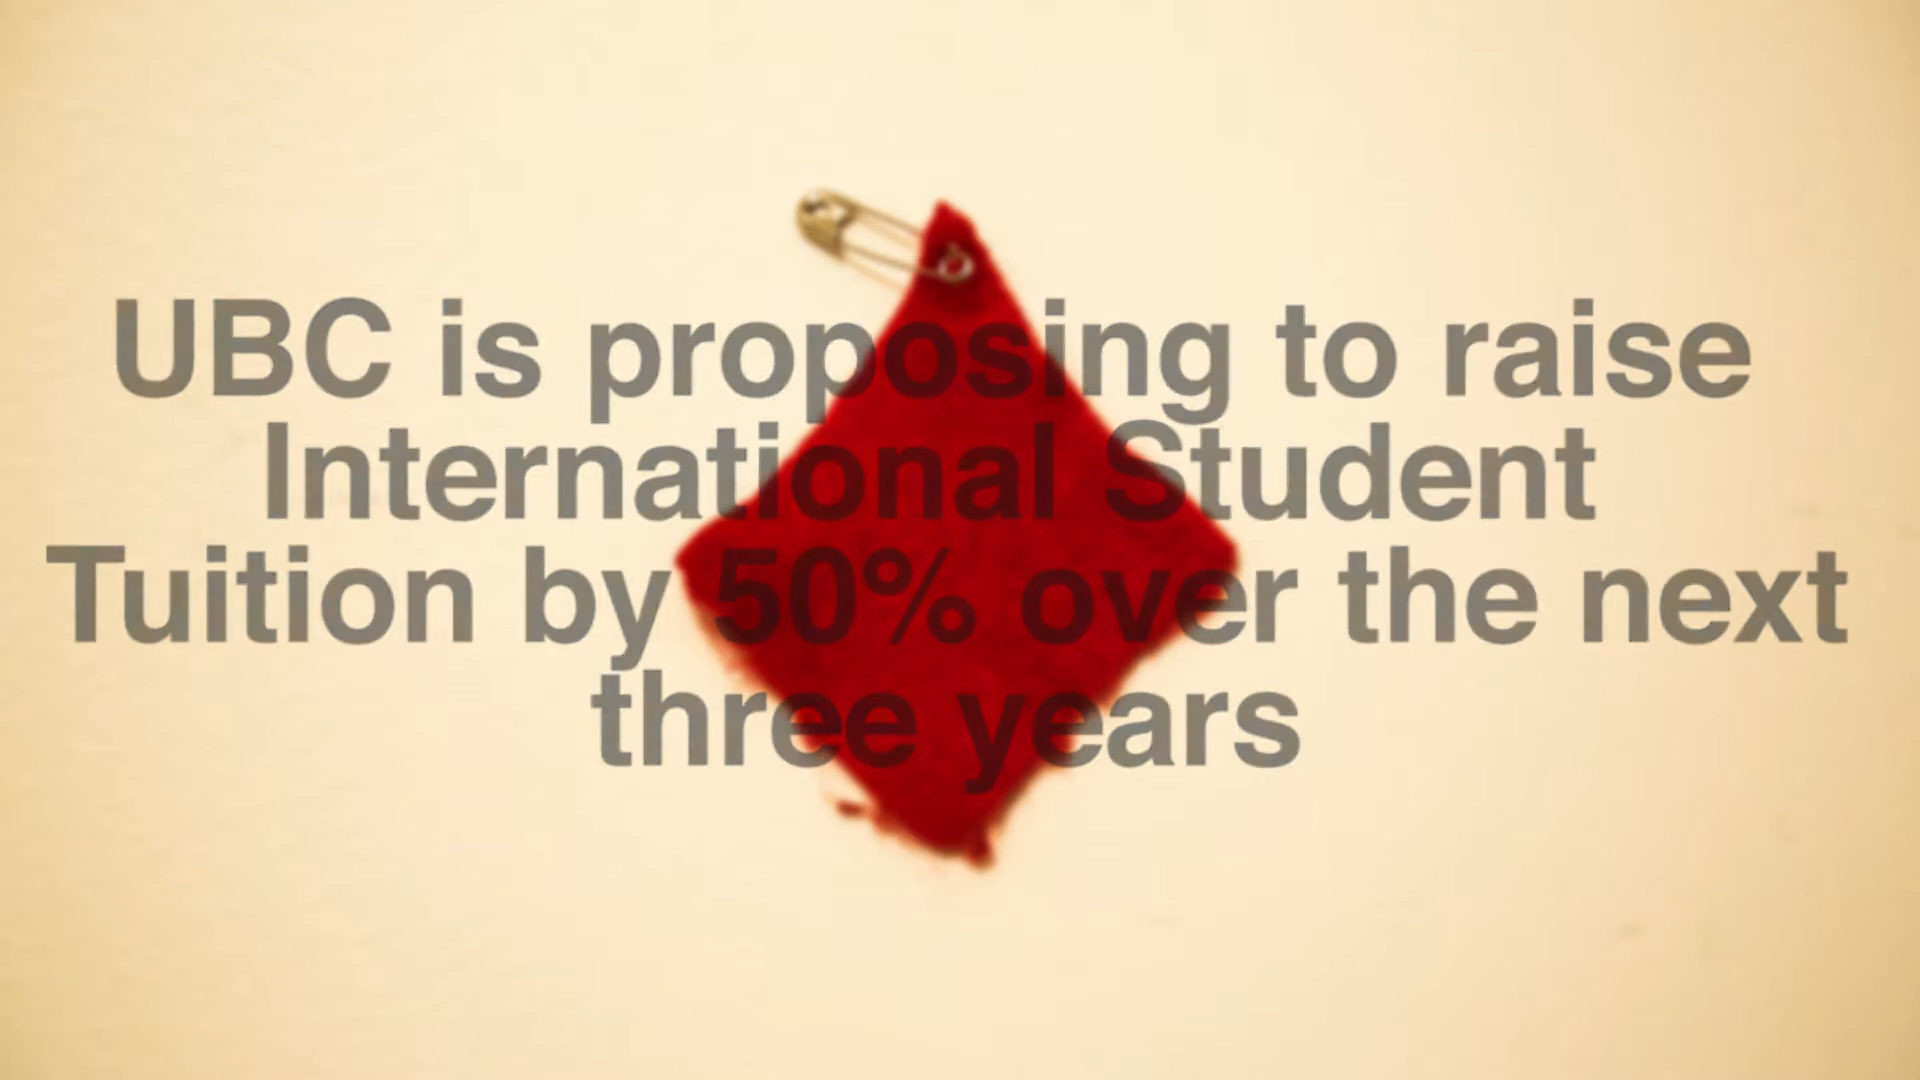 UBC is proposing to raise
International Student
Tuition by 50% over the next
three years